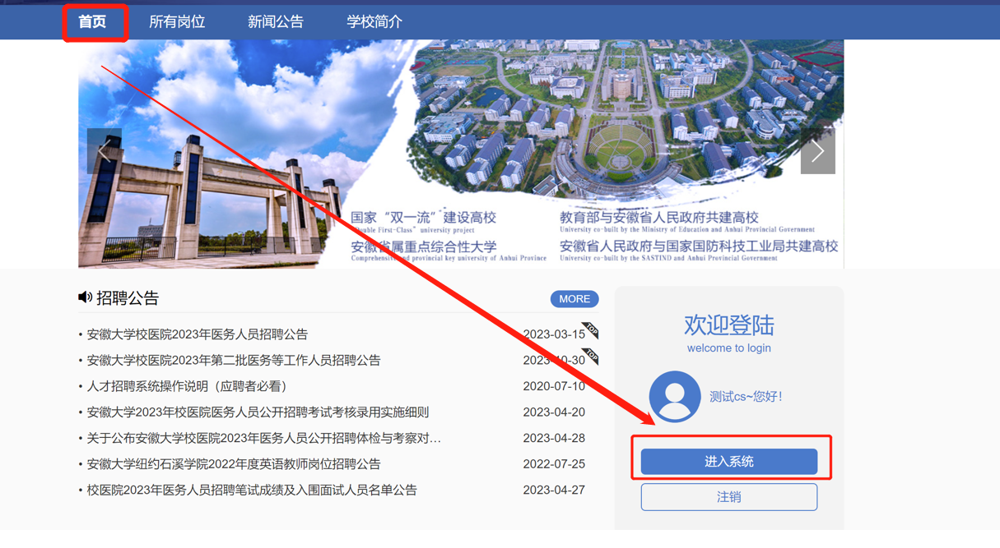 首页 所有岗位 新闻公告 学校简介
国家“双一流”建设高校
"Double First-Class" university project
安徽省属重点综合性大学
Comprehensive and provincial key university of Anhui Province
教育部与安徽省人民政府共建高校
University co-built by the Ministry of Education and Anhui Provincial Government
安徽省人民政府与国家国防科技工业局共建高校
University co-built by the SASTIND and Anhui Provincial Government
招聘公告 MORE
• 安徽大学校医院2023年医务人员招聘公告 2023-03-15 TOP
• 安徽大学校医院2023年第二批医务等工作人员招聘公告 2023-10-30 TOP
• 人才招聘系统操作说明（应聘者必看） 2020-07-10
• 安徽大学2023年校医院医务人员公开招聘考试考核录用实施细则 2023-04-20
• 关于公布安徽大学校医院2023年医务人员公开招聘体检与考察对… 2023-04-28
• 安徽大学纽约石溪学院2022年度英语教师岗位招聘公告 2022-07-25
• 校医院2023年医务人员招聘笔试成绩及入围面试人员名单公告 2023-04-27
欢迎登陆
welcome to login
测试cs~您好！
进入系统
注销